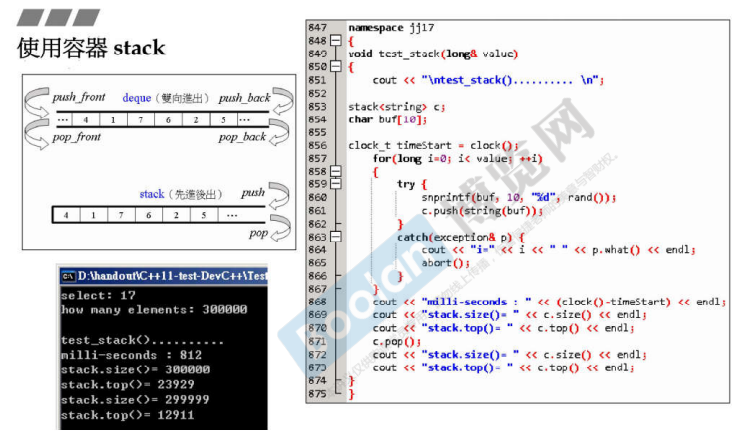 使用容器 stack
push_front deque（雙向進出） push_back
... 4 1 7 6 2 5 ...
pop_front pop_back
stack（先進後出） push
4 1 7 6 2 5 ...
pop
D:\handout\C++11-test-DevC++\Test
select: 17
how many elements: 300000
test_stack()..........
milli-seconds : 812
stack.size()= 300000
stack.top()= 23929
stack.size()= 299999
stack.top()= 12911
847 namespace jj17
848 {
849 void test_stack(long& value)
850 {
851 cout << "\ntest_stack().......... \n";
852
853 stack<string> c;
854 char buf[10];
855
856 clock_t timeStart = clock();
857 for(long i=0; i< value; ++i)
858 {
859 try {
860 snprintf(buf, 10, "%d", rand());
861 c.push(string(buf));
862 }
863 catch(exception& p) {
864 cout << "i=" << i << " " << p.what() << endl;
865 abort();
866 }
867 }
868 cout << "milli-seconds : " << (clock()-timeStart) << endl;
869 cout << "stack.size()= " << c.size() << endl;
870 cout << "stack.top()= " << c.top() << endl;
871 c.pop();
872 cout << "stack.size()= " << c.size() << endl;
873 cout << "stack.top()= " << c.top() << endl;
874 }
875 }
Boolan 博览网